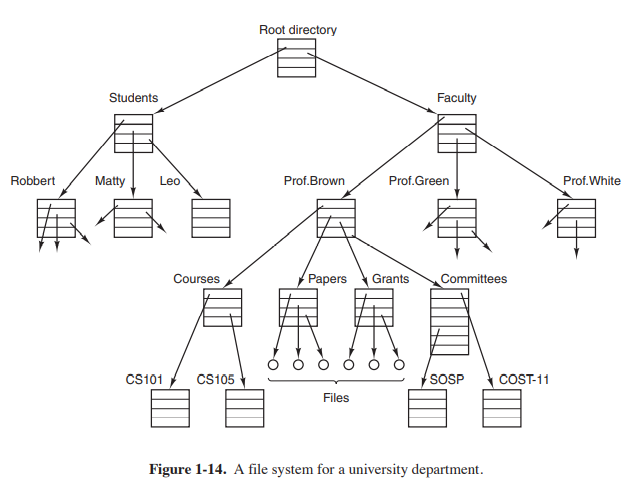 Root directory
Students Faculty
Robbert Matty Leo Prof.Brown Prof.Green Prof.White
Courses Papers Grants Committees
CS101 CS105 SOSP COST-11
Files
Figure 1-14. A file system for a university department.